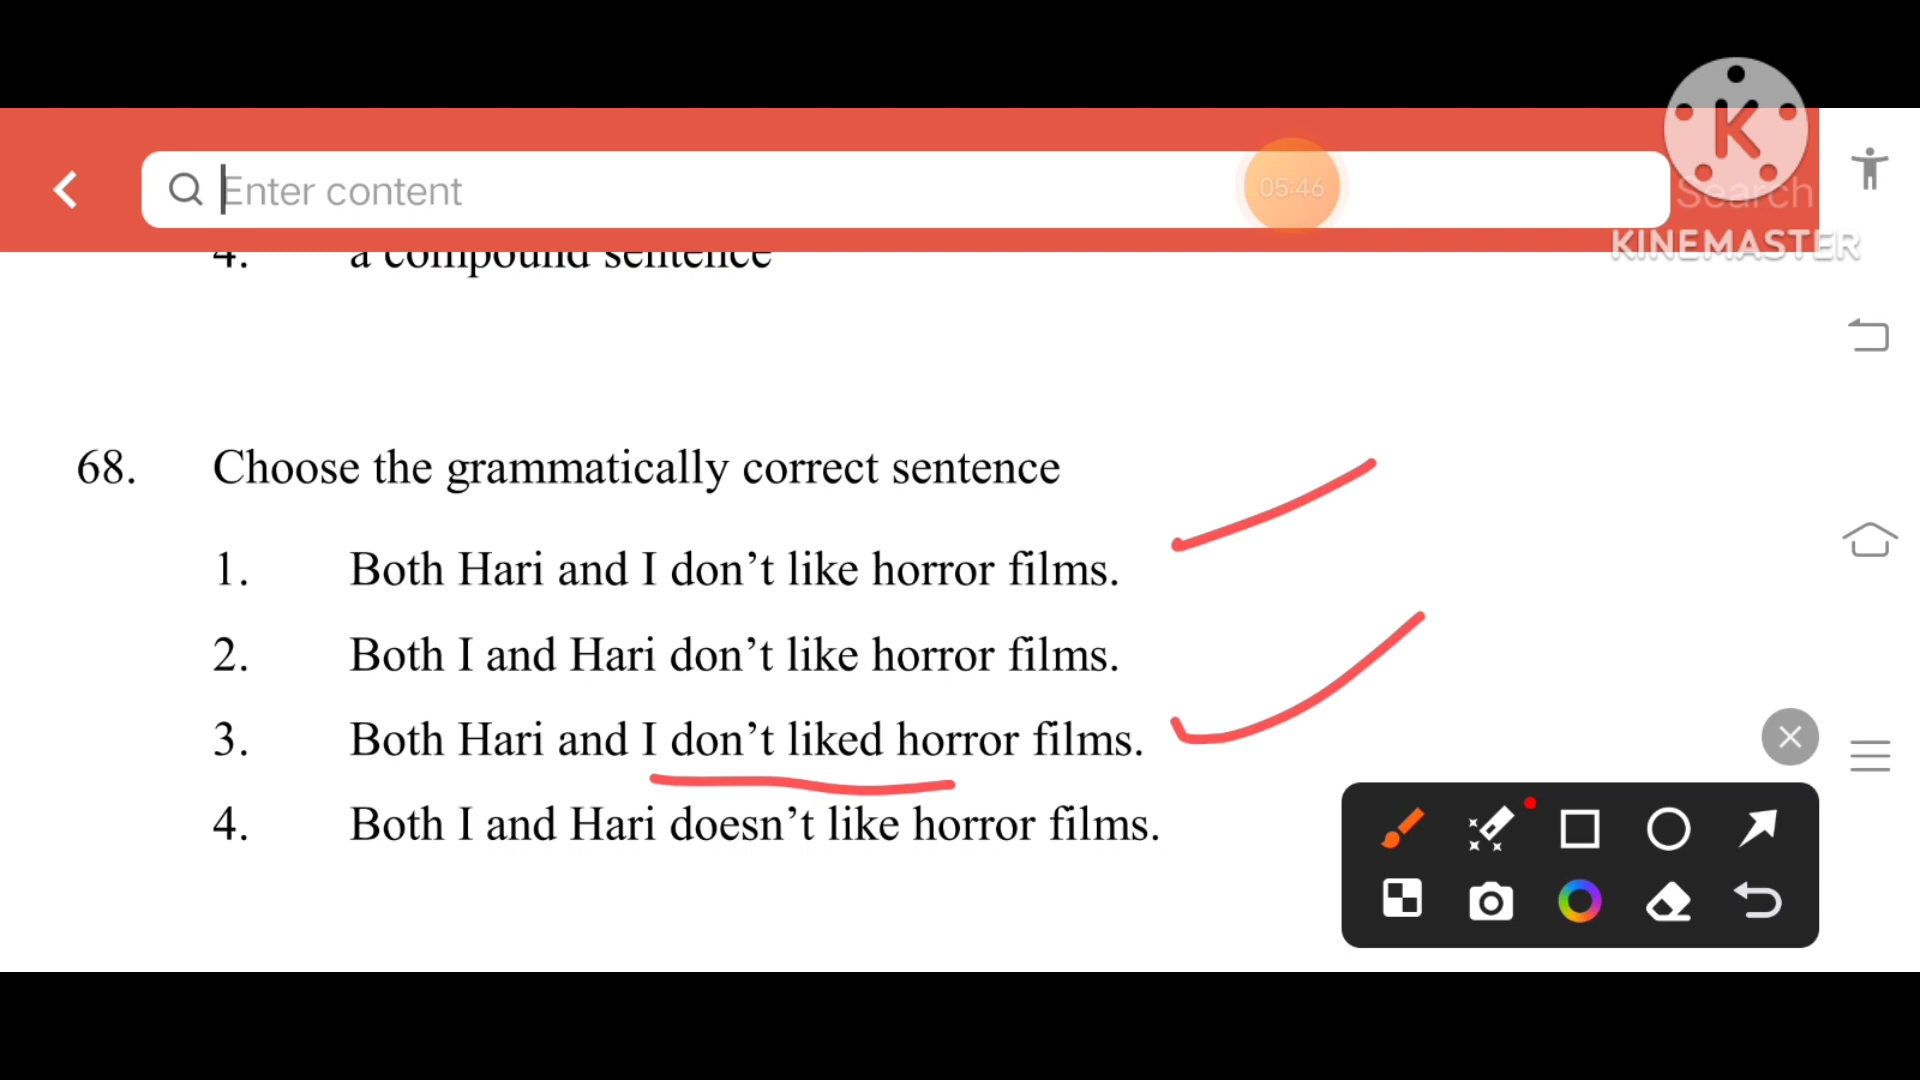 Enter content
05:46
Search
K
KINEMASTER
4. a compound sentence
68. Choose the grammatically correct sentence
1. Both Hari and I don’t like horror films.
2. Both I and Hari don’t like horror films.
3. Both Hari and I don’t liked horror films.
4. Both I and Hari doesn’t like horror films.